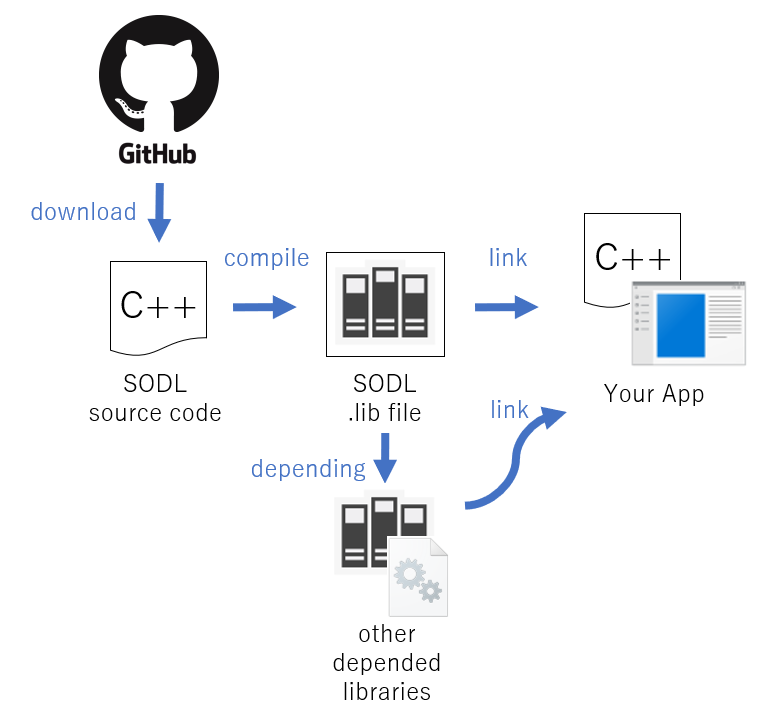 GitHub
download
C++
SODL
source code
compile
SODL
.lib file
link
C++
Your App
depending
link
other
depended
libraries